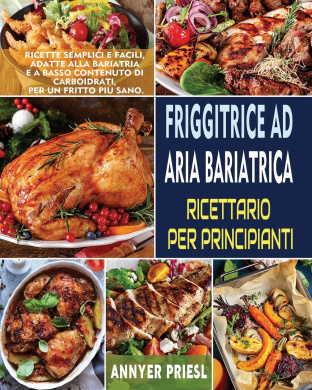 RICETTE SEMPLICI E FACILI,
ADATTE ALLA BARIATRIA
E A BASSO CONTENUTO DI
CARBOIDRATI,
PER UN FRITTO PIÙ SANO.
FRIGGITRICE AD
ARIA BARIATRICA
RICETTARIO
PER PRINCIPIANTI
ANNYER PRIESL